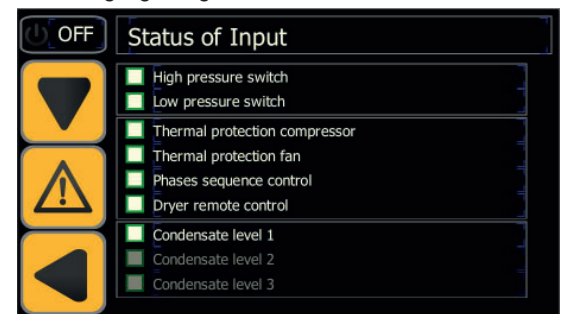 OFF
Status of Input
High pressure switch
Low pressure switch
Thermal protection compressor
Thermal protection fan
Phases sequence control
Dryer remote control
Condensate level 1
Condensate level 2
Condensate level 3